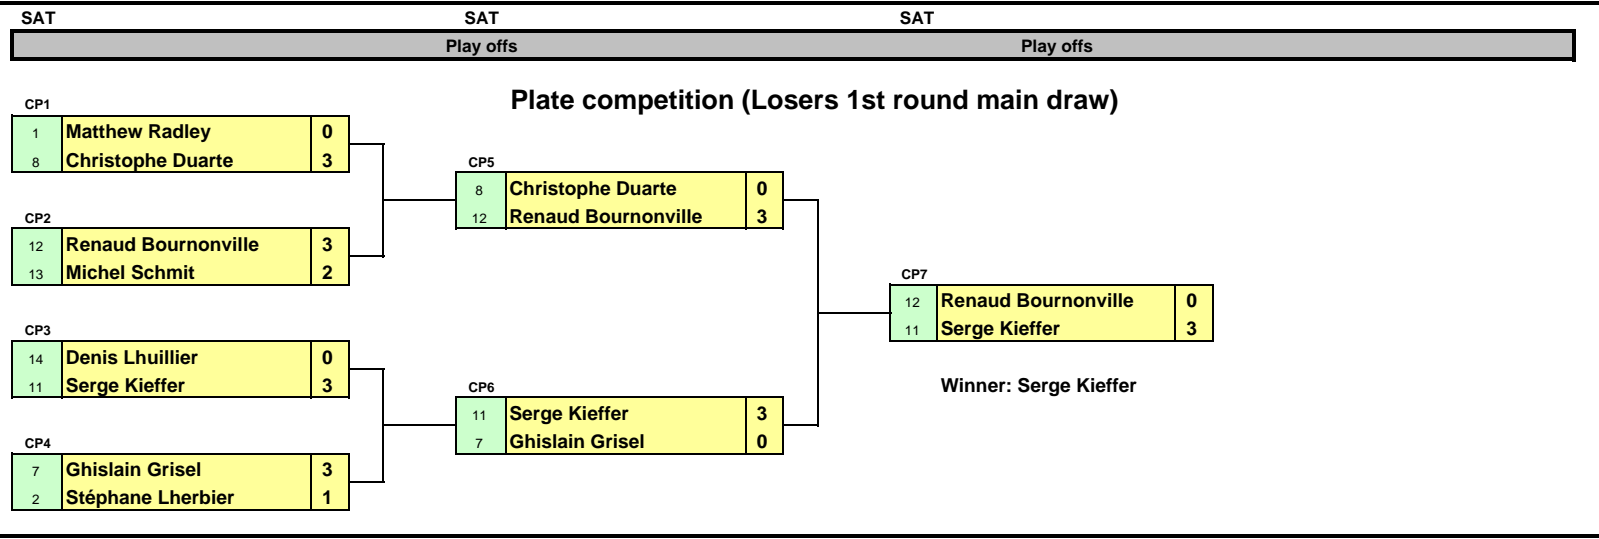 SAT SAT SAT
Play offs Play offs
Plate competition (Losers 1st round main draw)
CP1
1 Matthew Radley 0
8 Christophe Duarte 3
CP5
8 Christophe Duarte 0
12 Renaud Bournonville 3
CP2
12 Renaud Bournonville 3
13 Michel Schmit 2
CP7
12 Renaud Bournonville 0
11 Serge Kieffer 3
CP3
14 Denis Lhuillier 0
11 Serge Kieffer 3
Winner: Serge Kieffer
CP6
11 Serge Kieffer 3
7 Ghislain Grisel 0
CP4
7 Ghislain Grisel 3
2 Stéphane Lherbier 1